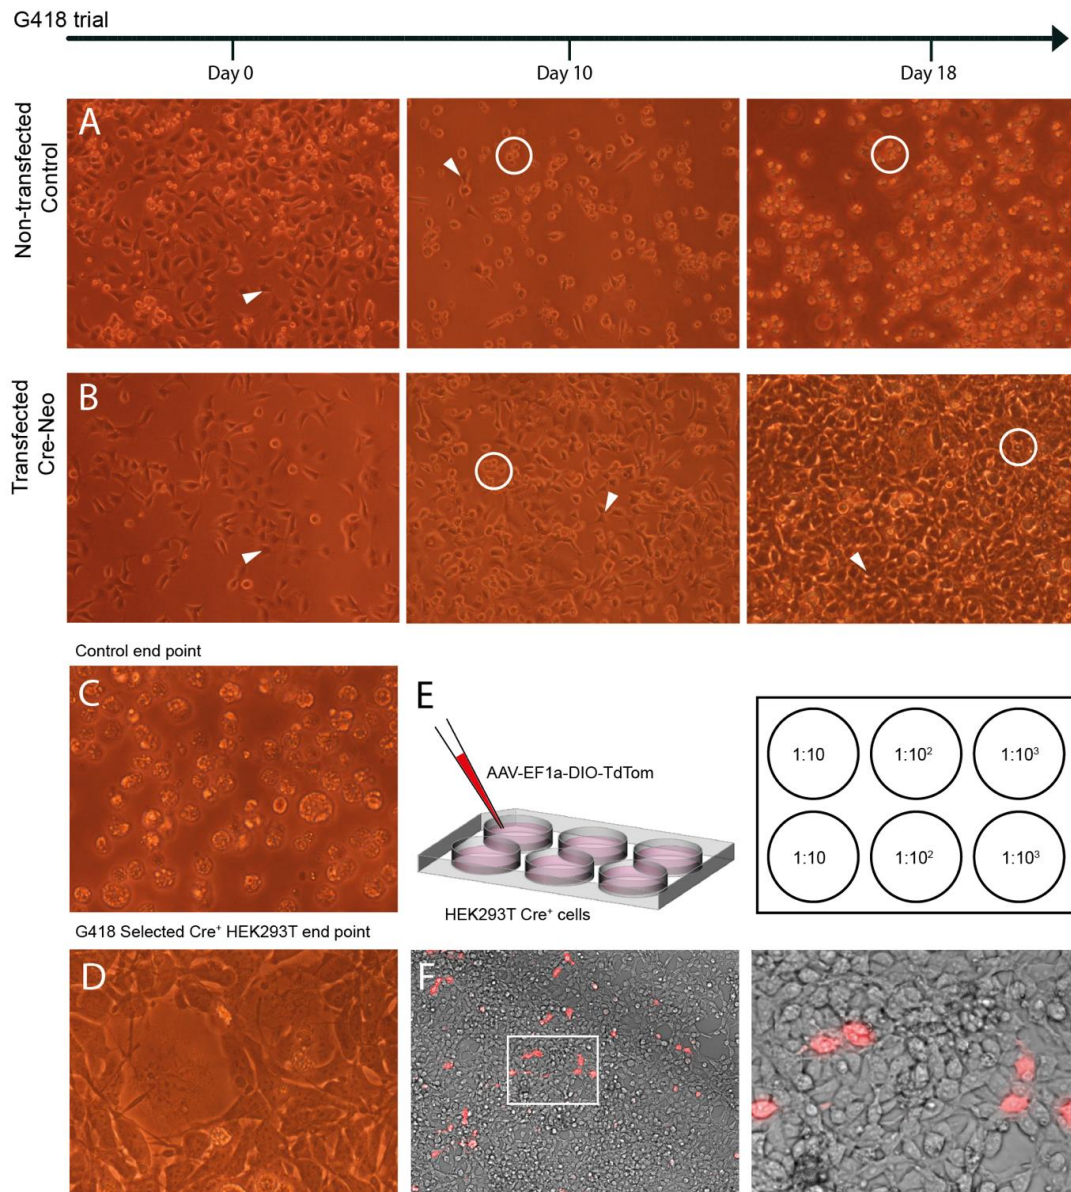 G418 trial
Day 0
Day 10
Day 18
Non-transfected
Control
A
Transfected
Cre-Neo
B
Control end point
C
E
AAV-EF1a-DIO-TdTom
HEK293T Cre⁺ cells
1:10
1:10²
1:10³
1:10
1:10²
1:10³
G418 Selected Cre⁺ HEK293T end point
D
F